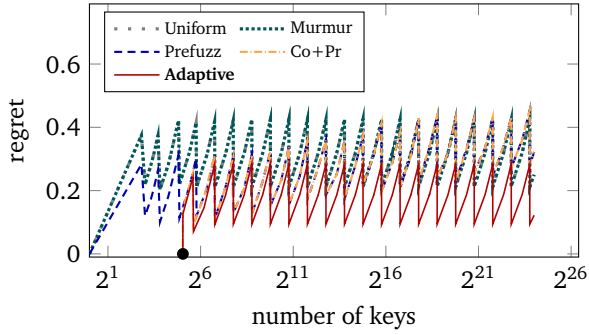 Uniform Murmur
Prefuzz Co+Pr
Adaptive
regret
0.6
0.4
0.2
0
2^1 2^6 2^11 2^16 2^21 2^26
number of keys